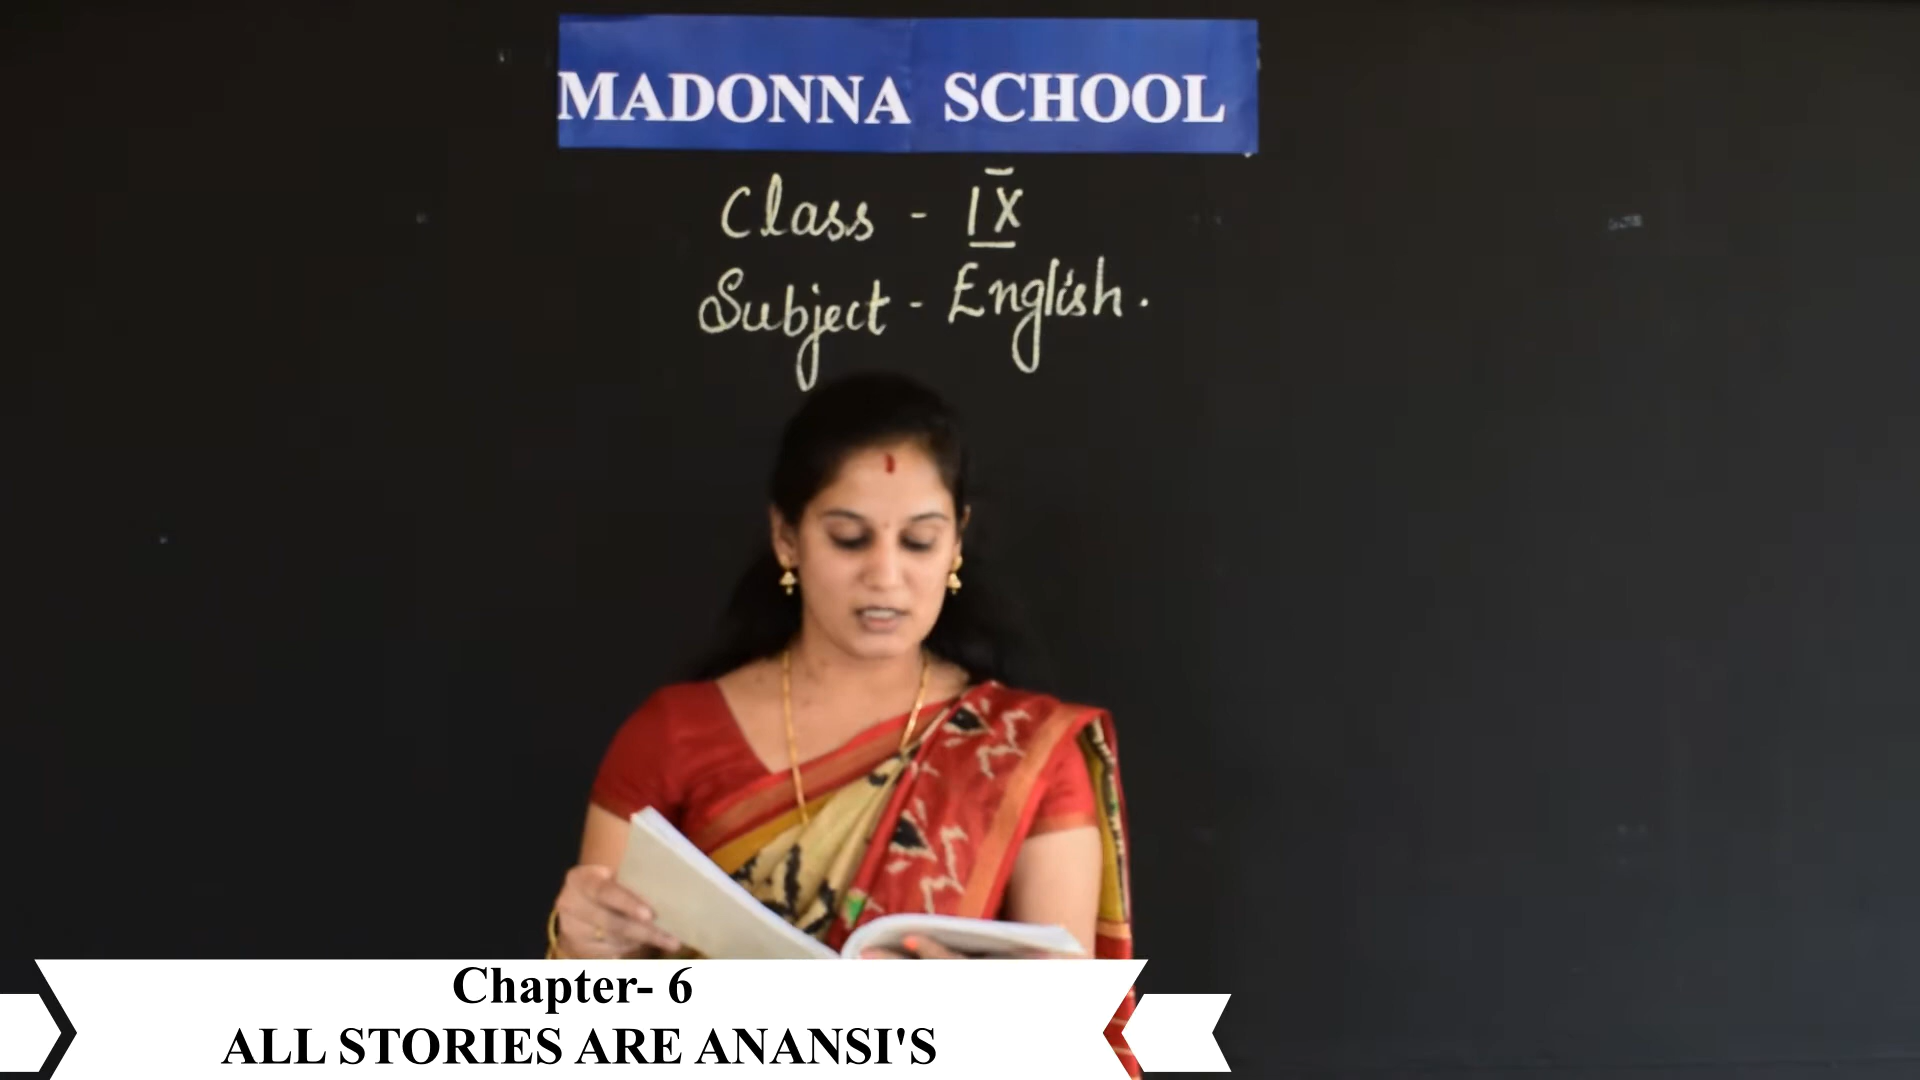 MADONNA SCHOOL
Class - IX
Subject - English.
Chapter- 6
ALL STORIES ARE ANANSI'S